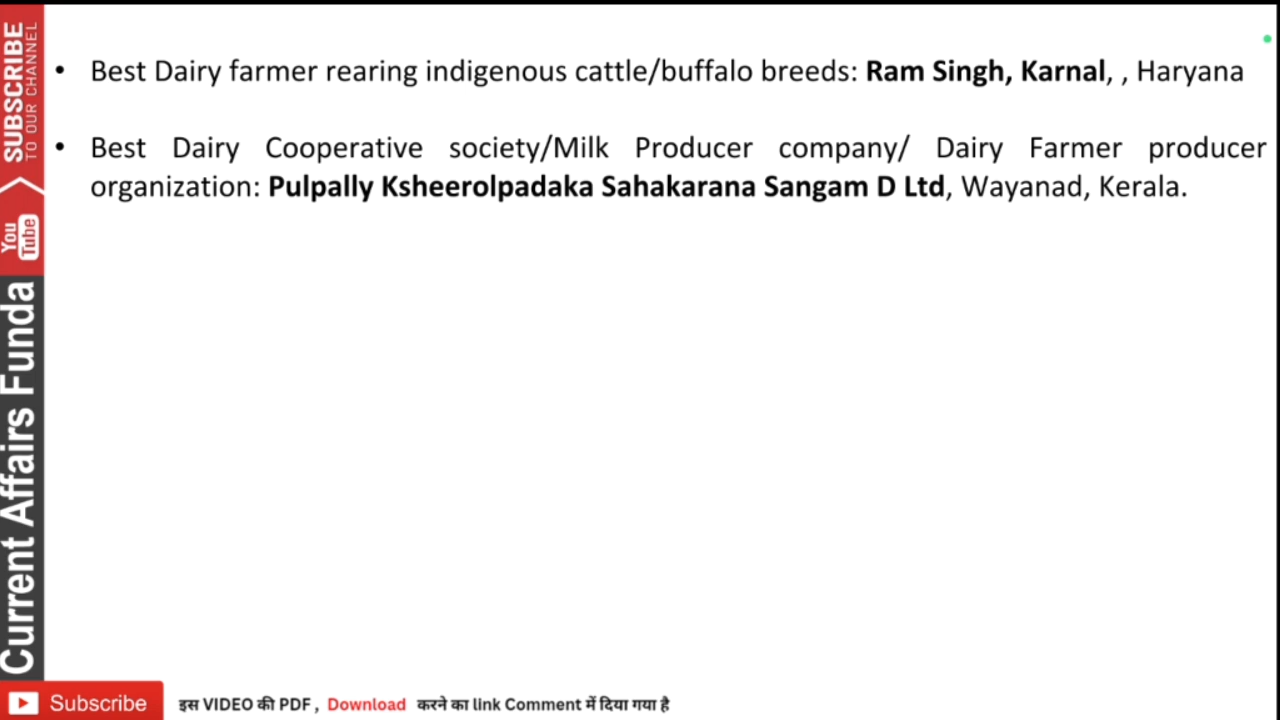 SUBSCRIBE
TO OUR CHANNEL
You
Tube
Current Affairs Funda
• Best Dairy farmer rearing indigenous cattle/buffalo breeds: Ram Singh, Karnal, , Haryana
• Best Dairy Cooperative society/Milk Producer company/ Dairy Farmer producer
organization: Pulpally Ksheerolpadaka Sahakarana Sangam D Ltd, Wayanad, Kerala.
Subscribe
इस VIDEO की PDF , Download करने का link Comment में दिया गया है